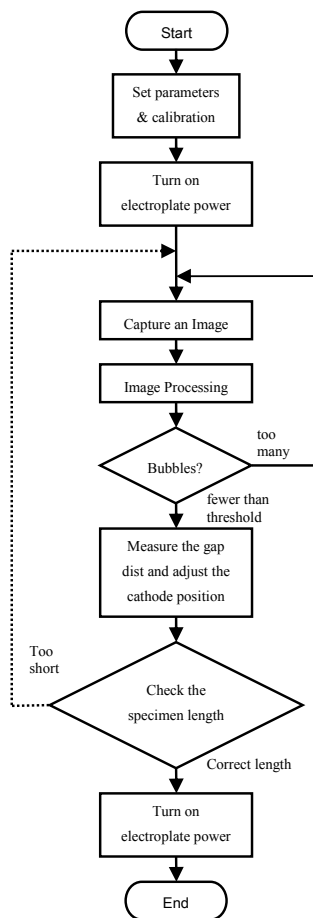 Start
Set parameters
& calibration
Turn on
electroplate power
Capture an Image
Image Processing
Bubbles?
too
many
fewer than
threshold
Measure the gap
dist and adjust the
cathode position
Too
short
Check the
specimen length
Correct length
Turn on
electroplate power
End